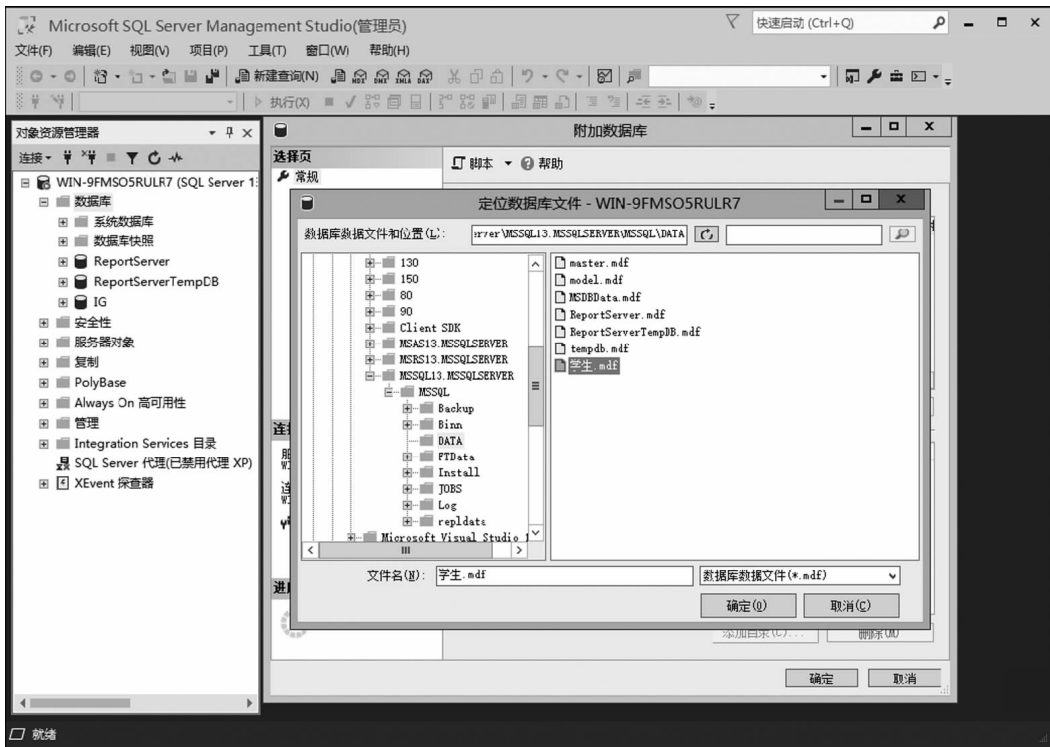 Microsoft SQL Server Management Studio(管理员)
快速启动 (Ctrl+Q)
文件(F) 编辑(E) 视图(V) 项目(P) 工具(T) 窗口(W) 帮助(H)
新建查询(N)
执行(X)
对象资源管理器
连接
WIN-9FMSO5RULR7 (SQL Server 1
数据库
系统数据库
数据库快照
ReportServer
ReportServerTempDB
IG
安全性
服务器对象
复制
PolyBase
Always On 高可用性
管理
Integration Services 目录
SQL Server 代理(已禁用代理 XP)
XEvent 探查器
附加数据库
选择页
常规
脚本 帮助
定位数据库文件 - WIN-9FMSO5RULR7
数据库数据文件和位置(L):
erver\MSSQL13.MSSQLSERVER\MSSQL\DATA
130
150
80
90
Client SDK
MSAS13.MSSQLSERVER
MSRS13.MSSQLSERVER
MSSQL13.MSSQLSERVER
MSSQL
Backup
Binn
DATA
FTData
Install
JOBS
Log
repldata
Microsoft Visual Studio 1
master.mdf
model.mdf
MSDBData.mdf
ReportServer.mdf
ReportServerTempDB.mdf
tempdb.mdf
学生.mdf
文件名(N): 学生.mdf
数据库数据文件(*.mdf)
确定(O) 取消(C)
删除(M)
确定 取消
就绪